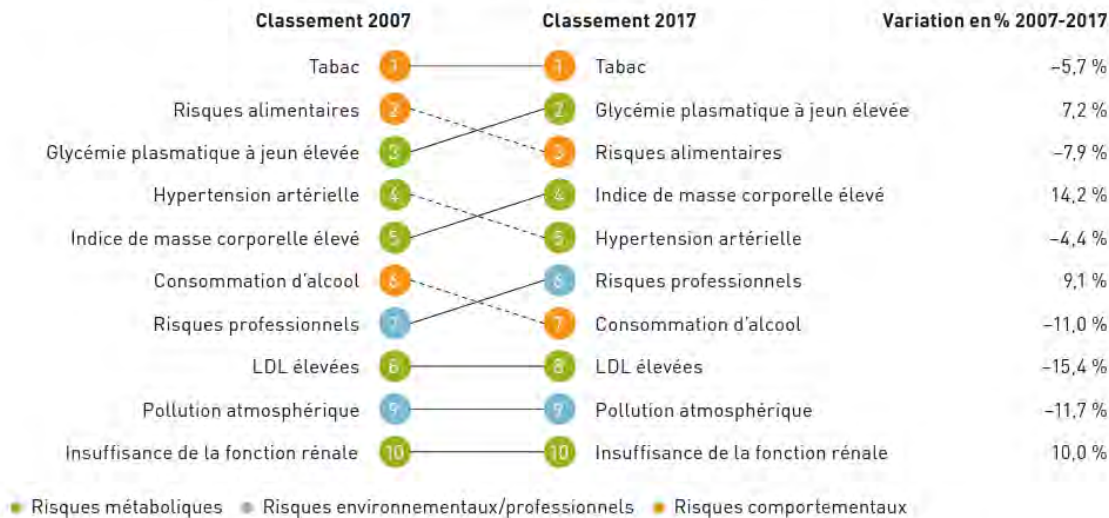 Classement 2007 Classement 2017 Variation en % 2007-2017
Tabac 1 1 Tabac –5,7 %
Risques alimentaires 2 2 Glycémie plasmatique à jeun élevée 7,2 %
Glycémie plasmatique à jeun élevée 3 3 Risques alimentaires –7,9 %
Hypertension artérielle 4 4 Indice de masse corporelle élevé 14,2 %
Indice de masse corporelle élevé 5 5 Hypertension artérielle –4,4 %
Consommation d'alcool 6 6 Risques professionnels 9,1 %
Risques professionnels 7 7 Consommation d'alcool –11,0 %
LDL élevées 8 8 LDL élevées –15,4 %
Pollution atmosphérique 9 9 Pollution atmosphérique –11,7 %
Insuffisance de la fonction rénale 10 10 Insuffisance de la fonction rénale 10,0 %
Risques métaboliques Risques environnementaux/professionnels Risques comportementaux